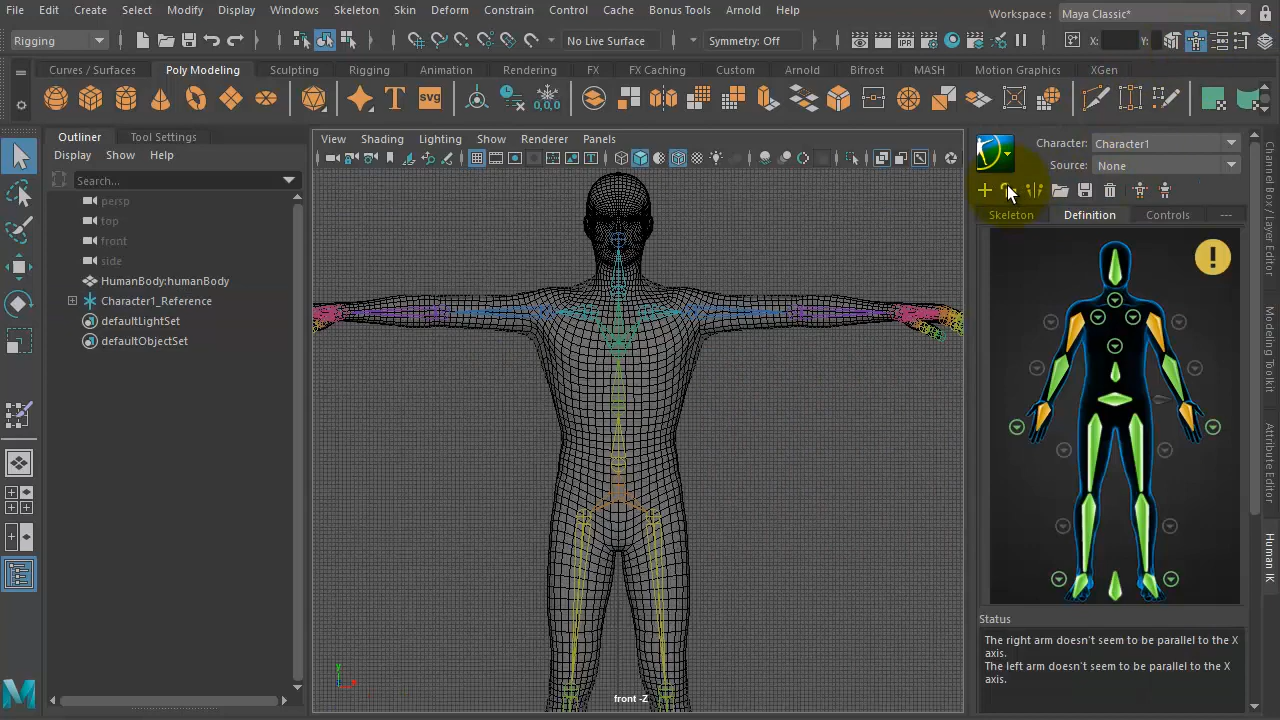 File Edit Create Select Modify Display Windows Skeleton Skin Deform Constrain Control Cache Bonus Tools Arnold Help
Workspace : Maya Classic*
Rigging No Live Surface Symmetry: Off X: Y:
Curves / Surfaces Poly Modeling Sculpting Rigging Animation Rendering FX FX Caching Custom Arnold Bifrost MASH Motion Graphics XGen
T svg 0,0,0
Outliner Tool Settings
Display Show Help
Search...
persp
top
front
side
HumanBody:humanBody
Character1_Reference
defaultLightSet
defaultObjectSet
View Shading Lighting Show Renderer Panels
y
front -Z
Character: Character1
Source: None
Skeleton Definition Controls ---
!
Status
The right arm doesn't seem to be parallel to the X
axis.
The left arm doesn't seem to be parallel to the X
axis.
Channel Box / Layer Editor
Modeling Toolkit
Attribute Editor
Human IK
M